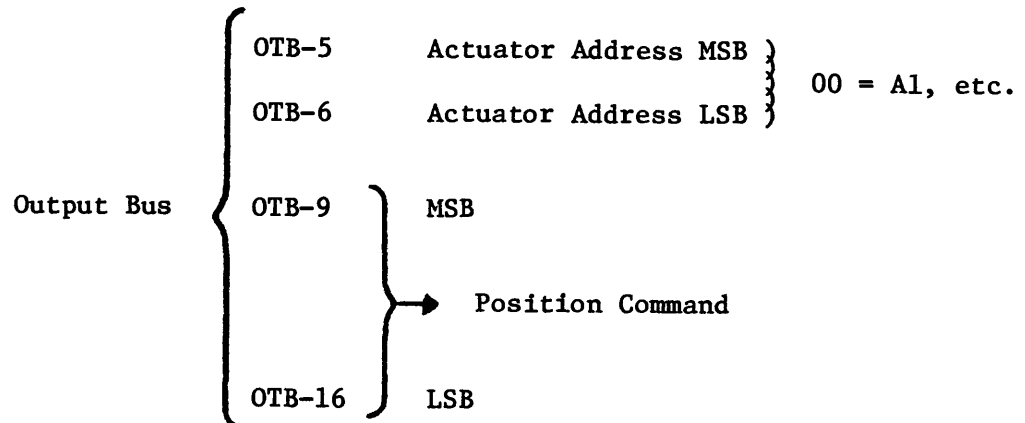 OTB-5 Actuator Address MSB
00 = A1, etc.
OTB-6 Actuator Address LSB
Output Bus OTB-9 MSB
Position Command
OTB-16 LSB